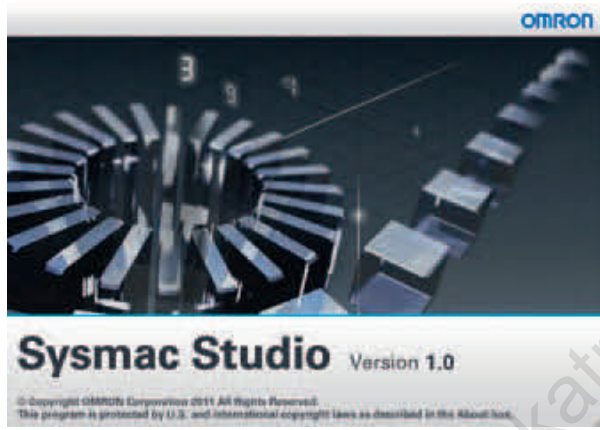 OMRON
3
Sysmac Studio Version 1.0
© Copyright OMRON Corporation 2011 All Rights Reserved.
This program is protected by U.S. and international copyright laws as described in the About box.